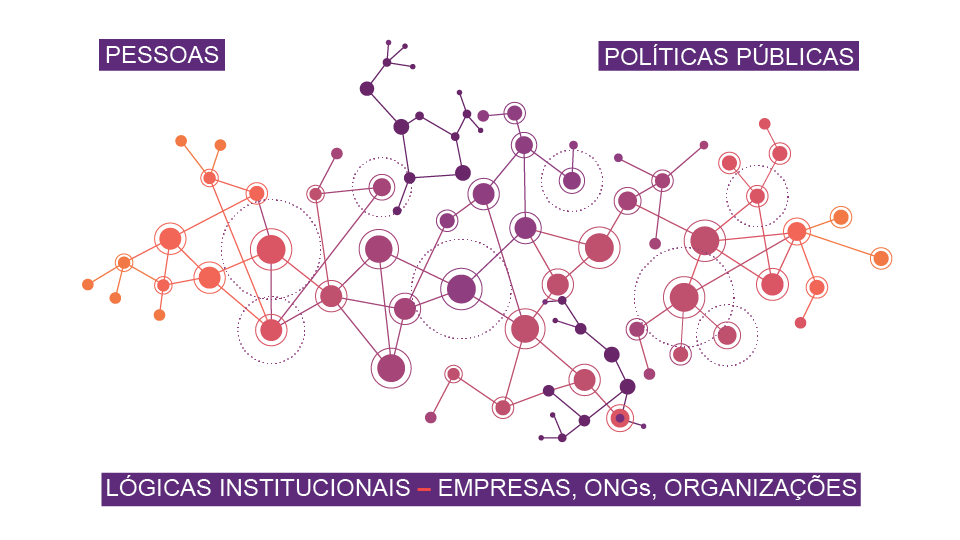 PESSOAS
POLÍTICAS PÚBLICAS
LÓGICAS INSTITUCIONAIS – EMPRESAS, ONGs, ORGANIZAÇÕES